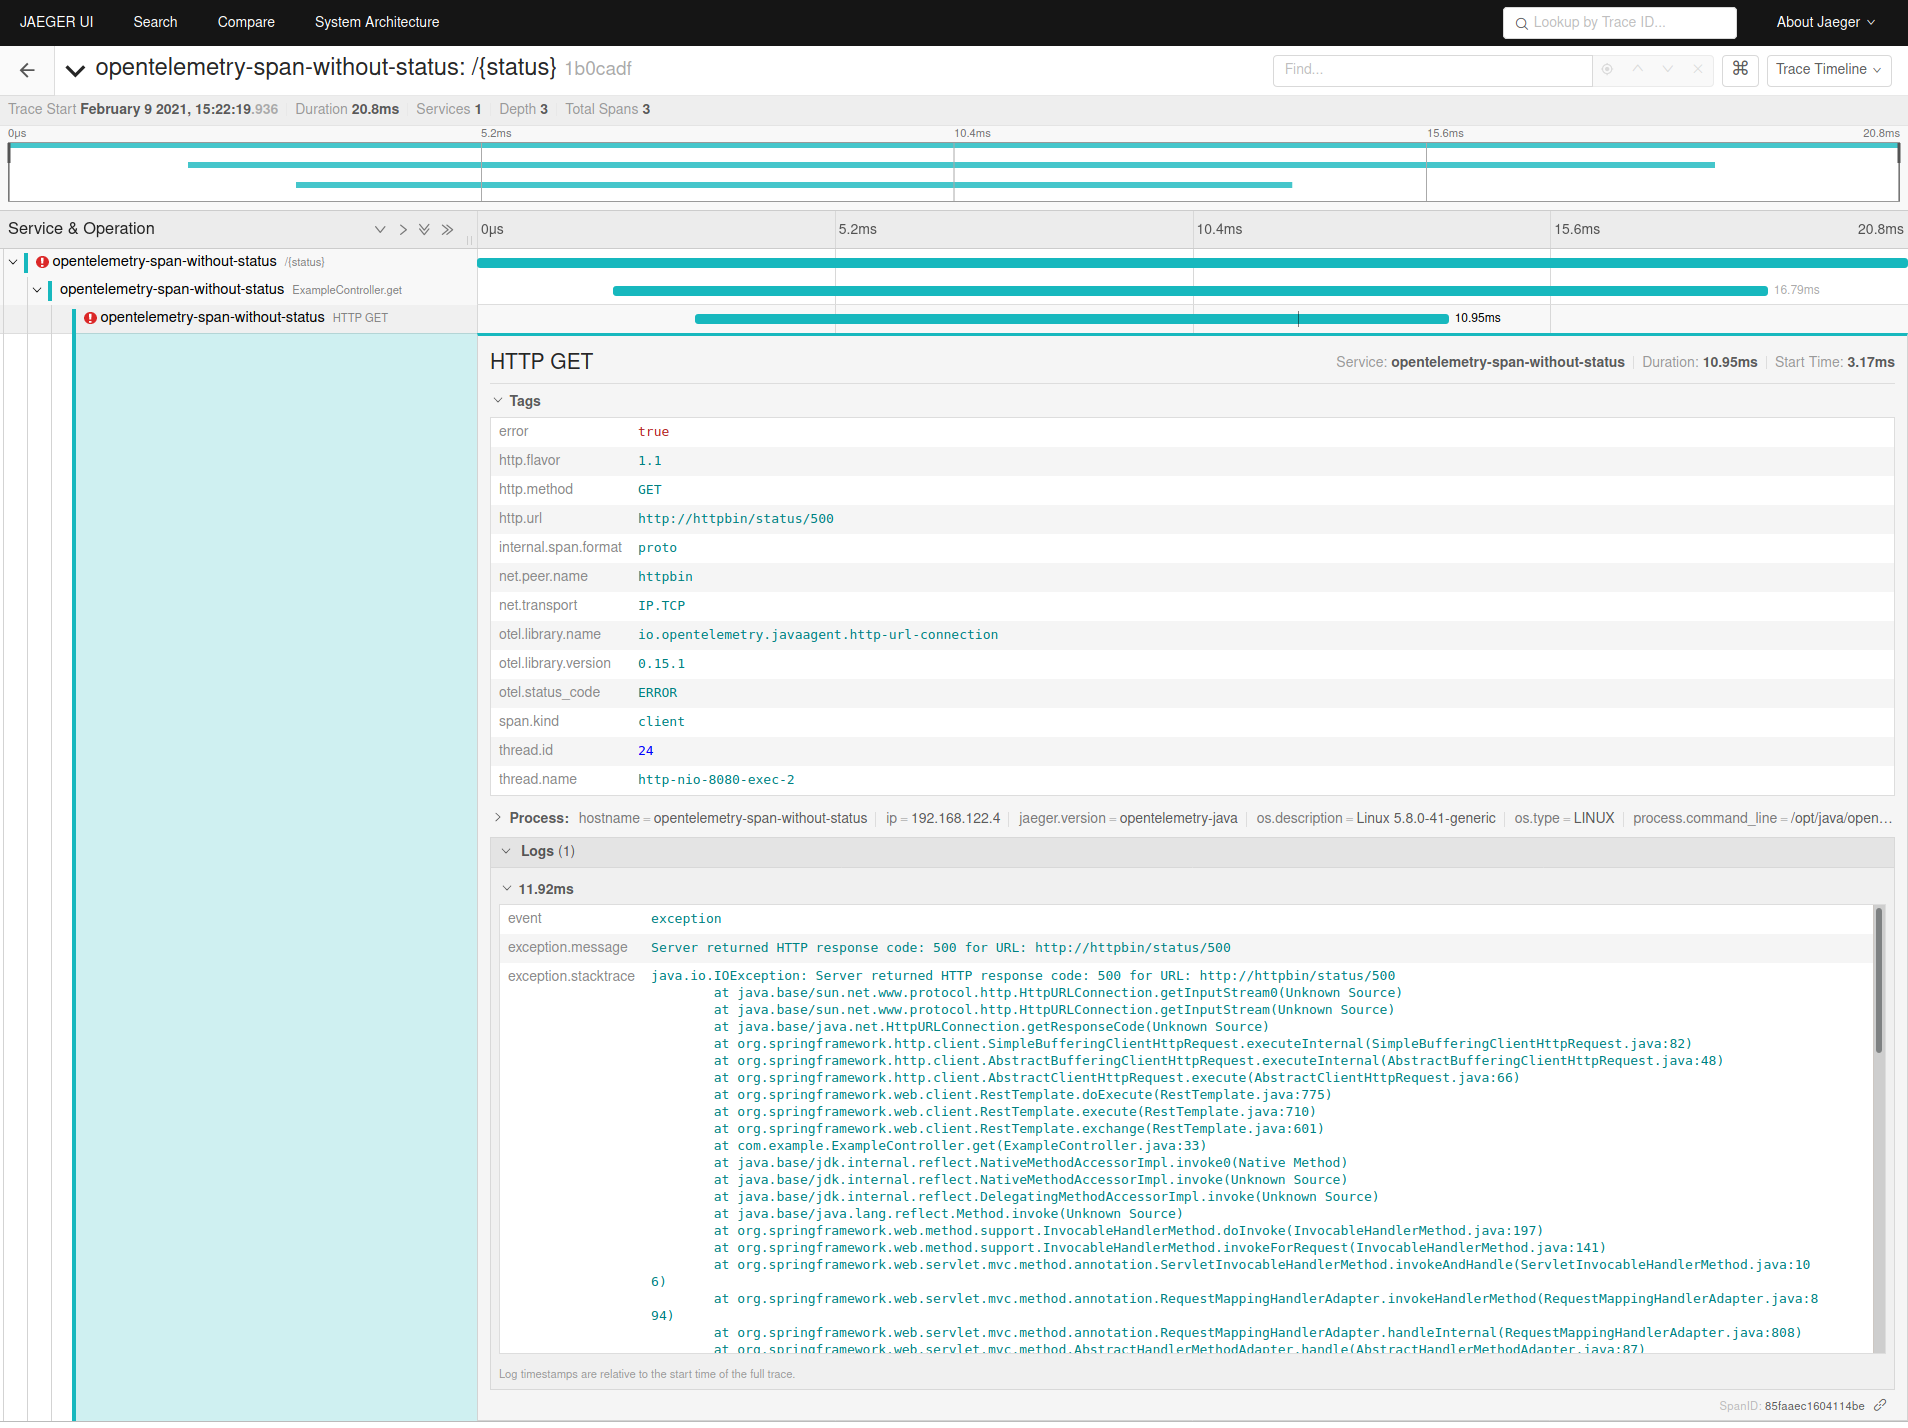 JAEGER UI Search Compare System Architecture Lookup by Trace ID... About Jaeger
opentelemetry-span-without-status: /{status} 1b0cadf Find... ⌘ Trace Timeline
Trace Start February 9 2021, 15:22:19.936 Duration 20.8ms Services 1 Depth 3 Total Spans 3
0μs 5.2ms 10.4ms 15.6ms 20.8ms
Service & Operation 0μs 5.2ms 10.4ms 15.6ms 20.8ms
opentelemetry-span-without-status /{status}
opentelemetry-span-without-status ExampleController.get 16.79ms
opentelemetry-span-without-status HTTP GET 10.95ms
HTTP GET Service: opentelemetry-span-without-status Duration: 10.95ms Start Time: 3.17ms
Tags
error true
http.flavor 1.1
http.method GET
http.url http://httpbin/status/500
internal.span.format proto
net.peer.name httpbin
net.transport IP.TCP
otel.library.name io.opentelemetry.javaagent.http-url-connection
otel.library.version 0.15.1
otel.status_code ERROR
span.kind client
thread.id 24
thread.name http-nio-8080-exec-2
Process: hostname = opentelemetry-span-without-status ip = 192.168.122.4 jaeger.version = opentelemetry-java os.description = Linux 5.8.0-41-generic os.type = LINUX process.command_line = /opt/java/open...
Logs (1)
11.92ms
event exception
exception.message Server returned HTTP response code: 500 for URL: http://httpbin/status/500
exception.stacktrace java.io.IOException: Server returned HTTP response code: 500 for URL: http://httpbin/status/500
at java.base/sun.net.www.protocol.http.HttpURLConnection.getInputStream0(Unknown Source)
at java.base/sun.net.www.protocol.http.HttpURLConnection.getInputStream(Unknown Source)
at java.base/java.net.HttpURLConnection.getResponseCode(Unknown Source)
at org.springframework.http.client.SimpleBufferingClientHttpRequest.executeInternal(SimpleBufferingClientHttpRequest.java:82)
at org.springframework.http.client.AbstractBufferingClientHttpRequest.executeInternal(AbstractBufferingClientHttpRequest.java:48)
at org.springframework.http.client.AbstractClientHttpRequest.execute(AbstractClientHttpRequest.java:66)
at org.springframework.web.client.RestTemplate.doExecute(RestTemplate.java:775)
at org.springframework.web.client.RestTemplate.execute(RestTemplate.java:710)
at org.springframework.web.client.RestTemplate.exchange(RestTemplate.java:601)
at com.example.ExampleController.get(ExampleController.java:33)
at java.base/jdk.internal.reflect.NativeMethodAccessorImpl.invoke0(Native Method)
at java.base/jdk.internal.reflect.NativeMethodAccessorImpl.invoke(Unknown Source)
at java.base/jdk.internal.reflect.DelegatingMethodAccessorImpl.invoke(Unknown Source)
at java.base/java.lang.reflect.Method.invoke(Unknown Source)
at org.springframework.web.method.support.InvocableHandlerMethod.doInvoke(InvocableHandlerMethod.java:197)
at org.springframework.web.method.support.InvocableHandlerMethod.invokeForRequest(InvocableHandlerMethod.java:141)
at org.springframework.web.servlet.mvc.method.annotation.ServletInvocableHandlerMethod.invokeAndHandle(ServletInvocableHandlerMethod.java:10
6)
at org.springframework.web.servlet.mvc.method.annotation.RequestMappingHandlerAdapter.invokeHandlerMethod(RequestMappingHandlerAdapter.java:8
94)
at org.springframework.web.servlet.mvc.method.annotation.RequestMappingHandlerAdapter.handleInternal(RequestMappingHandlerAdapter.java:808)
at org.springframework.web.servlet.mvc.method.AbstractHandlerMethodAdapter.handle(AbstractHandlerMethodAdapter.java:87)
Log timestamps are relative to the start time of the full trace.
SpanID: 85faaec1604114be